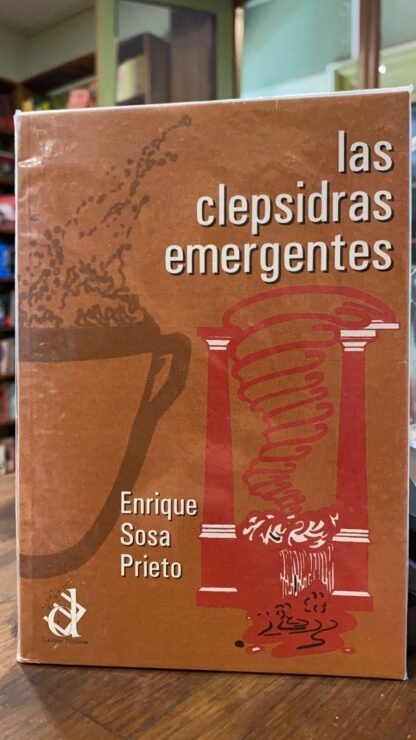 las
clepsidras
emergentes
Enrique
Sosa
Prieto